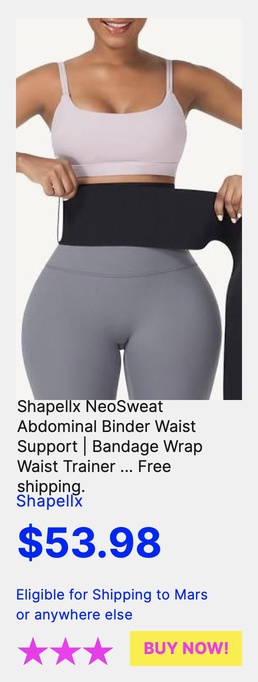 Shapellx NeoSweat
Abdominal Binder Waist
Support | Bandage Wrap
Waist Trainer ... Free
shipping.
Shapellx
$53.98
Eligible for Shipping to Mars
or anywhere else
BUY NOW!